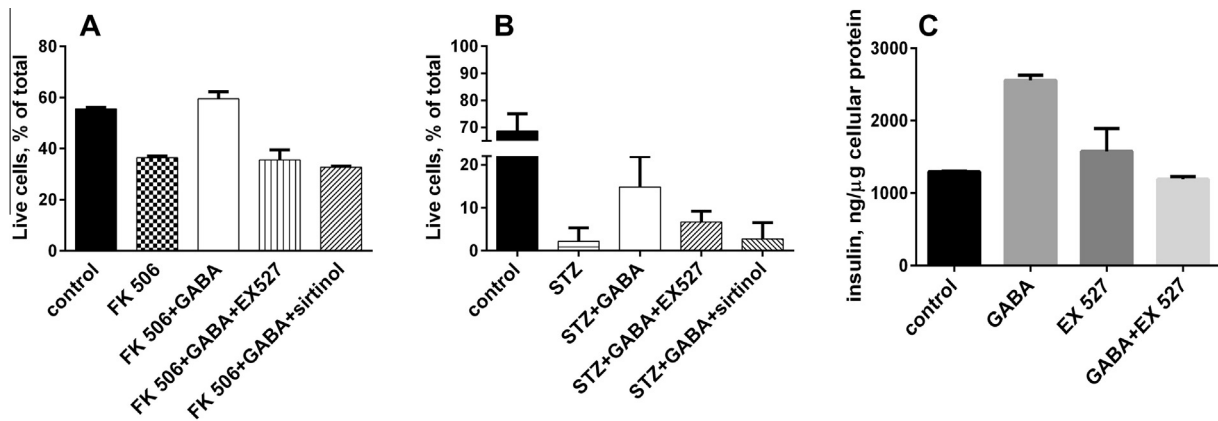 A
Live cells, % of total
80
60
40
20
0
control
FK 506
FK 506+GABA
FK 506+GABA+EX527
FK 506+GABA+sirtinol
B
Live cells, % of total
100
90
80
70
20
10
0
control
STZ
STZ+GABA
STZ+GABA+EX527
STZ+GABA+sirtinol
C
insulin, ng/μg cellular protein
3000
2000
1000
0
control
GABA
EX 527
GABA+EX 527